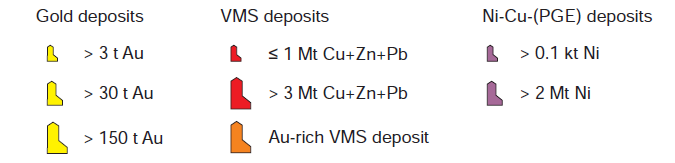 Gold deposits
VMS deposits
Ni-Cu-(PGE) deposits
> 3 t Au
≤ 1 Mt Cu+Zn+Pb
> 0.1 kt Ni
> 30 t Au
> 3 Mt Cu+Zn+Pb
> 2 Mt Ni
> 150 t Au
Au-rich VMS deposit